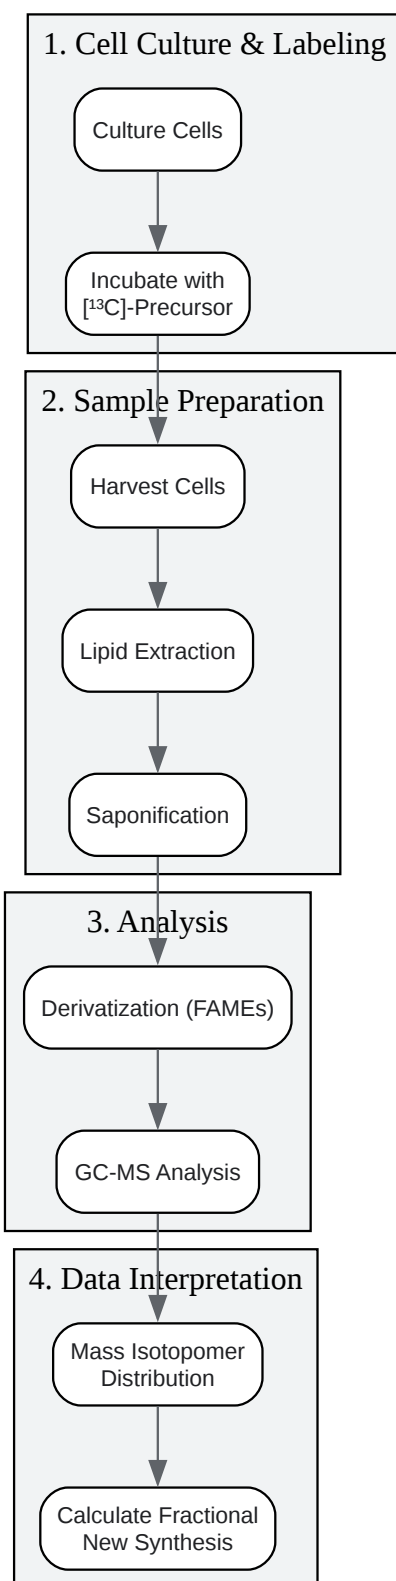 1. Cell Culture & Labeling
Culture Cells
Incubate with
[¹³C]-Precursor
2. Sample Preparation
Harvest Cells
Lipid Extraction
Saponification
3. Analysis
Derivatization (FAMEs)
GC-MS Analysis
4. Data Interpretation
Mass Isotopomer
Distribution
Calculate Fractional
New Synthesis